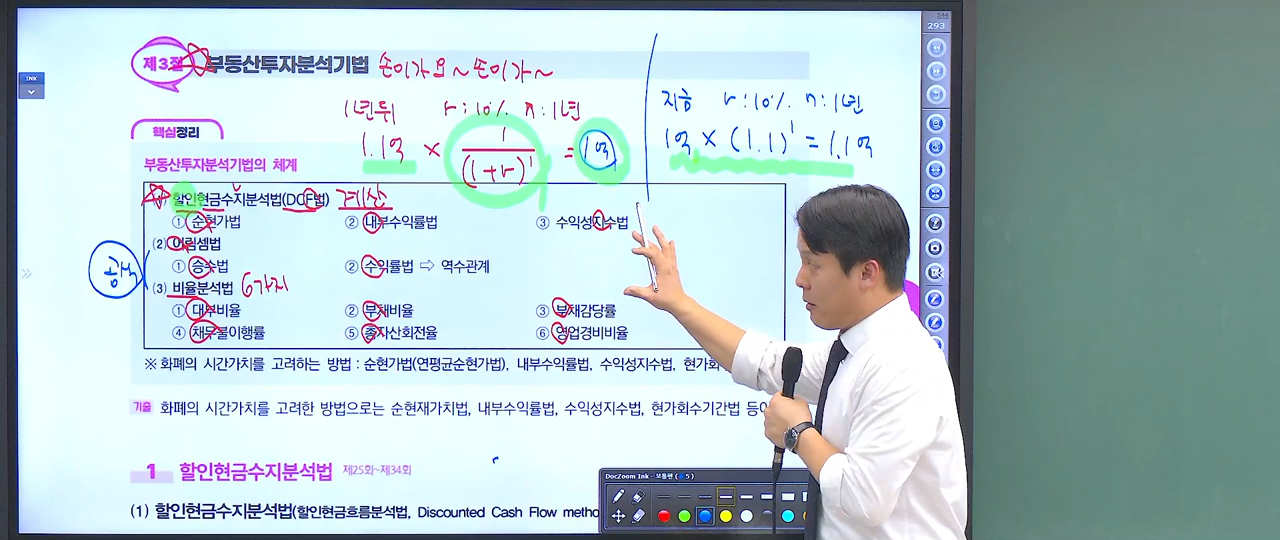 293
INK
제3절 부동산투자분석기법 손이가요~손이가~
1년뒤 r:10% n:1년
1.1억 × 1/(1+r)¹ = 1억
지금 r:10% n:1년
1억 × (1.1)¹ = 1.1억
핵심정리
부동산투자분석기법의 체계
할인현금수지분석법(DCF법) 계산
① 순현가법 ② 내부수익률법 ③ 수익성지수법
(2) 어림셈법
① 승수법 ② 수익률법 ⇨ 역수관계
(3) 비율분석법 6가지
① 대부비율 ② 부채비율 ③ 부채감당률
④ 채무불이행률 ⑤ 총자산회전율 ⑥ 영업경비비율
※ 화폐의 시간가치를 고려하는 방법 : 순현가법(연평균순현가법), 내부수익률법, 수익성지수법, 현가회
기출 화폐의 시간가치를 고려한 방법으로는 순현재가치법, 내부수익률법, 수익성지수법, 현가회수기간법 등이
1 할인현금수지분석법 제25회~제34회
(1) 할인현금수지분석법(할인현금흐름분석법, Discounted Cash Flow metho
DocZoom Ink - 보통펜 ( 5 )